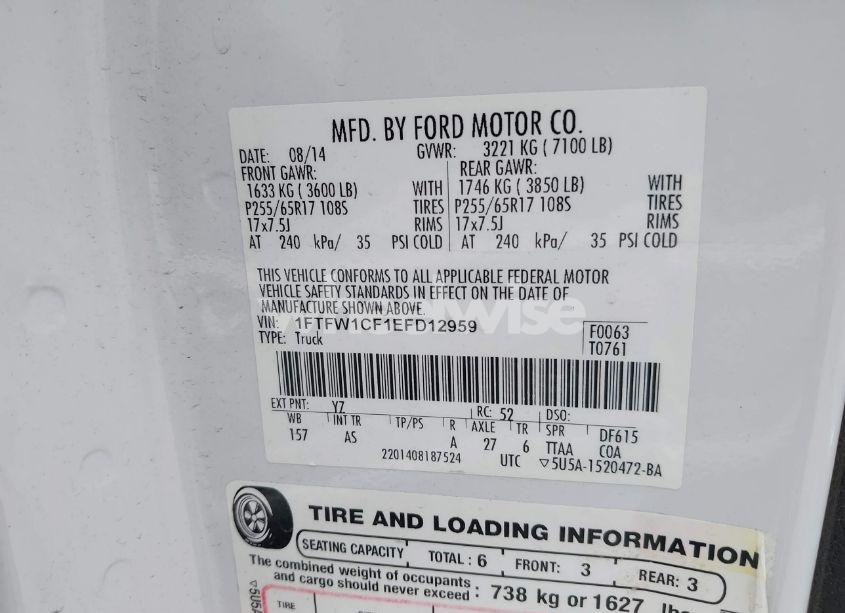 MFD. BY FORD MOTOR CO.
DATE: 08/14 GVWR: 3221 KG ( 7100 LB)
FRONT GAWR: REAR GAWR:
1633 KG ( 3600 LB) WITH 1746 KG ( 3850 LB) WITH
P255/65R17 108S TIRES P255/65R17 108S TIRES
17x7.5J RIMS 17x7.5J RIMS
AT 240 kPa/ 35 PSI COLD AT 240 kPa/ 35 PSI COLD
THIS VEHICLE CONFORMS TO ALL APPLICABLE FEDERAL MOTOR
VEHICLE SAFETY STANDARDS IN EFFECT ON THE DATE OF
MANUFACTURE SHOWN ABOVE.
VIN: 1FTFW1CF1EFD12959 F0063
TYPE: Truck T0761
EXT PNT: YZ RC: 52 DSO:
WB INT TR TP/PS R AXLE TR SPR DF615
157 AS A 27 6 TTAA COA
2201408187524 UTC ▽5U5A-1520472-BA
TIRE AND LOADING INFORMATION
SEATING CAPACITY TOTAL : 6 FRONT: 3 REAR: 3
The combined weight of occupants
and cargo should never exceed : 738 kg or 1627 lbs
TIRE